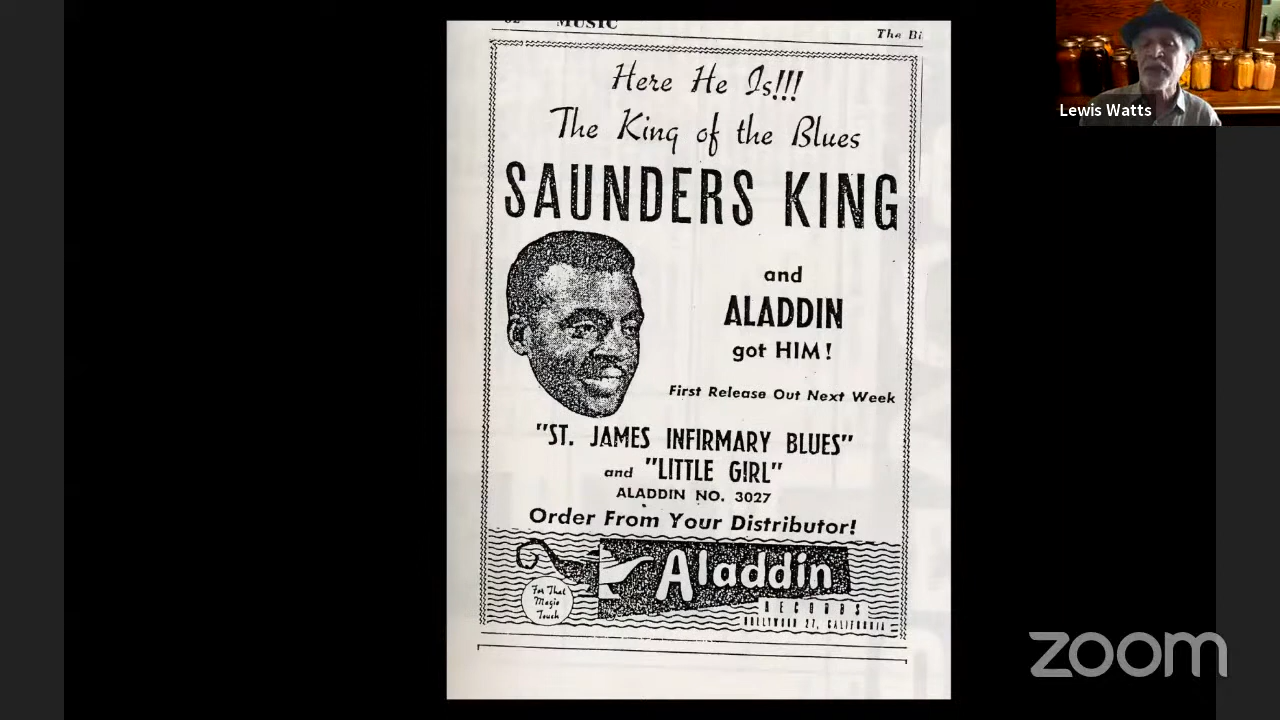 MUSIC
The Bi
Here He Is!!!
The King of the Blues
SAUNDERS KING
and
ALADDIN
got HIM!
First Release Out Next Week
"ST. JAMES INFIRMARY BLUES"
and "LITTLE GIRL"
ALADDIN NO. 3027
Order From Your Distributor!
For That
Magic
Touch
Aladdin
RECORDS
HOLLYWOOD 27, CALIFORNIA
Lewis Watts
zoom